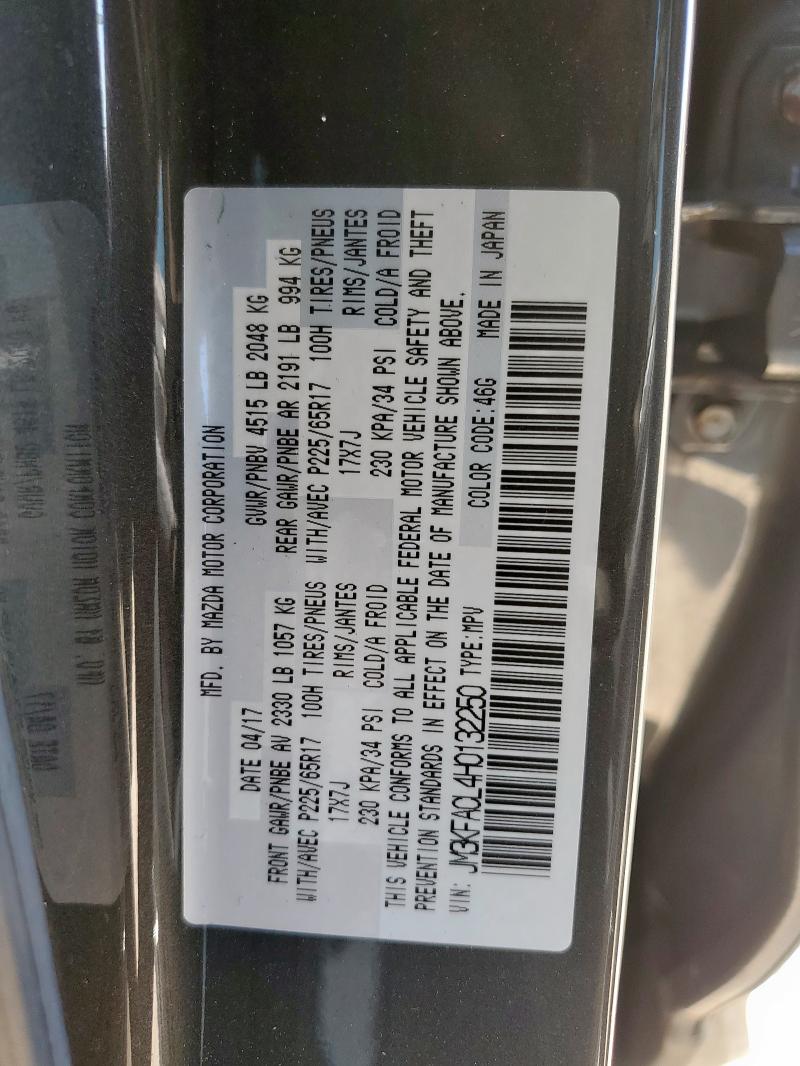 MFD. BY MAZDA MOTOR CORPORATION
DATE 04/17 GVWR/PNBV 4515 LB 2048 KG
FRONT GAWR/PNBE AV 2330 LB 1057 KG REAR GAWR/PNBE AR 2191 LB 994 KG
WITH/AVEC P225/65R17 100H TIRES/PNEUS WITH/AVEC P225/65R17 100H TIRES/PNEUS
17X7J RIMS/JANTES 17X7J RIMS/JANTES
230 KPA/34 PSI COLD/A FROID 230 KPA/34 PSI COLD/A FROID
THIS VEHICLE CONFORMS TO ALL APPLICABLE FEDERAL MOTOR VEHICLE SAFETY AND THEFT
PREVENTION STANDARDS IN EFFECT ON THE DATE OF MANUFACTURE SHOWN ABOVE.
VIN: JM3KFACL4H0132250 TYPE:MPV COLOR CODE:46G MADE IN JAPAN